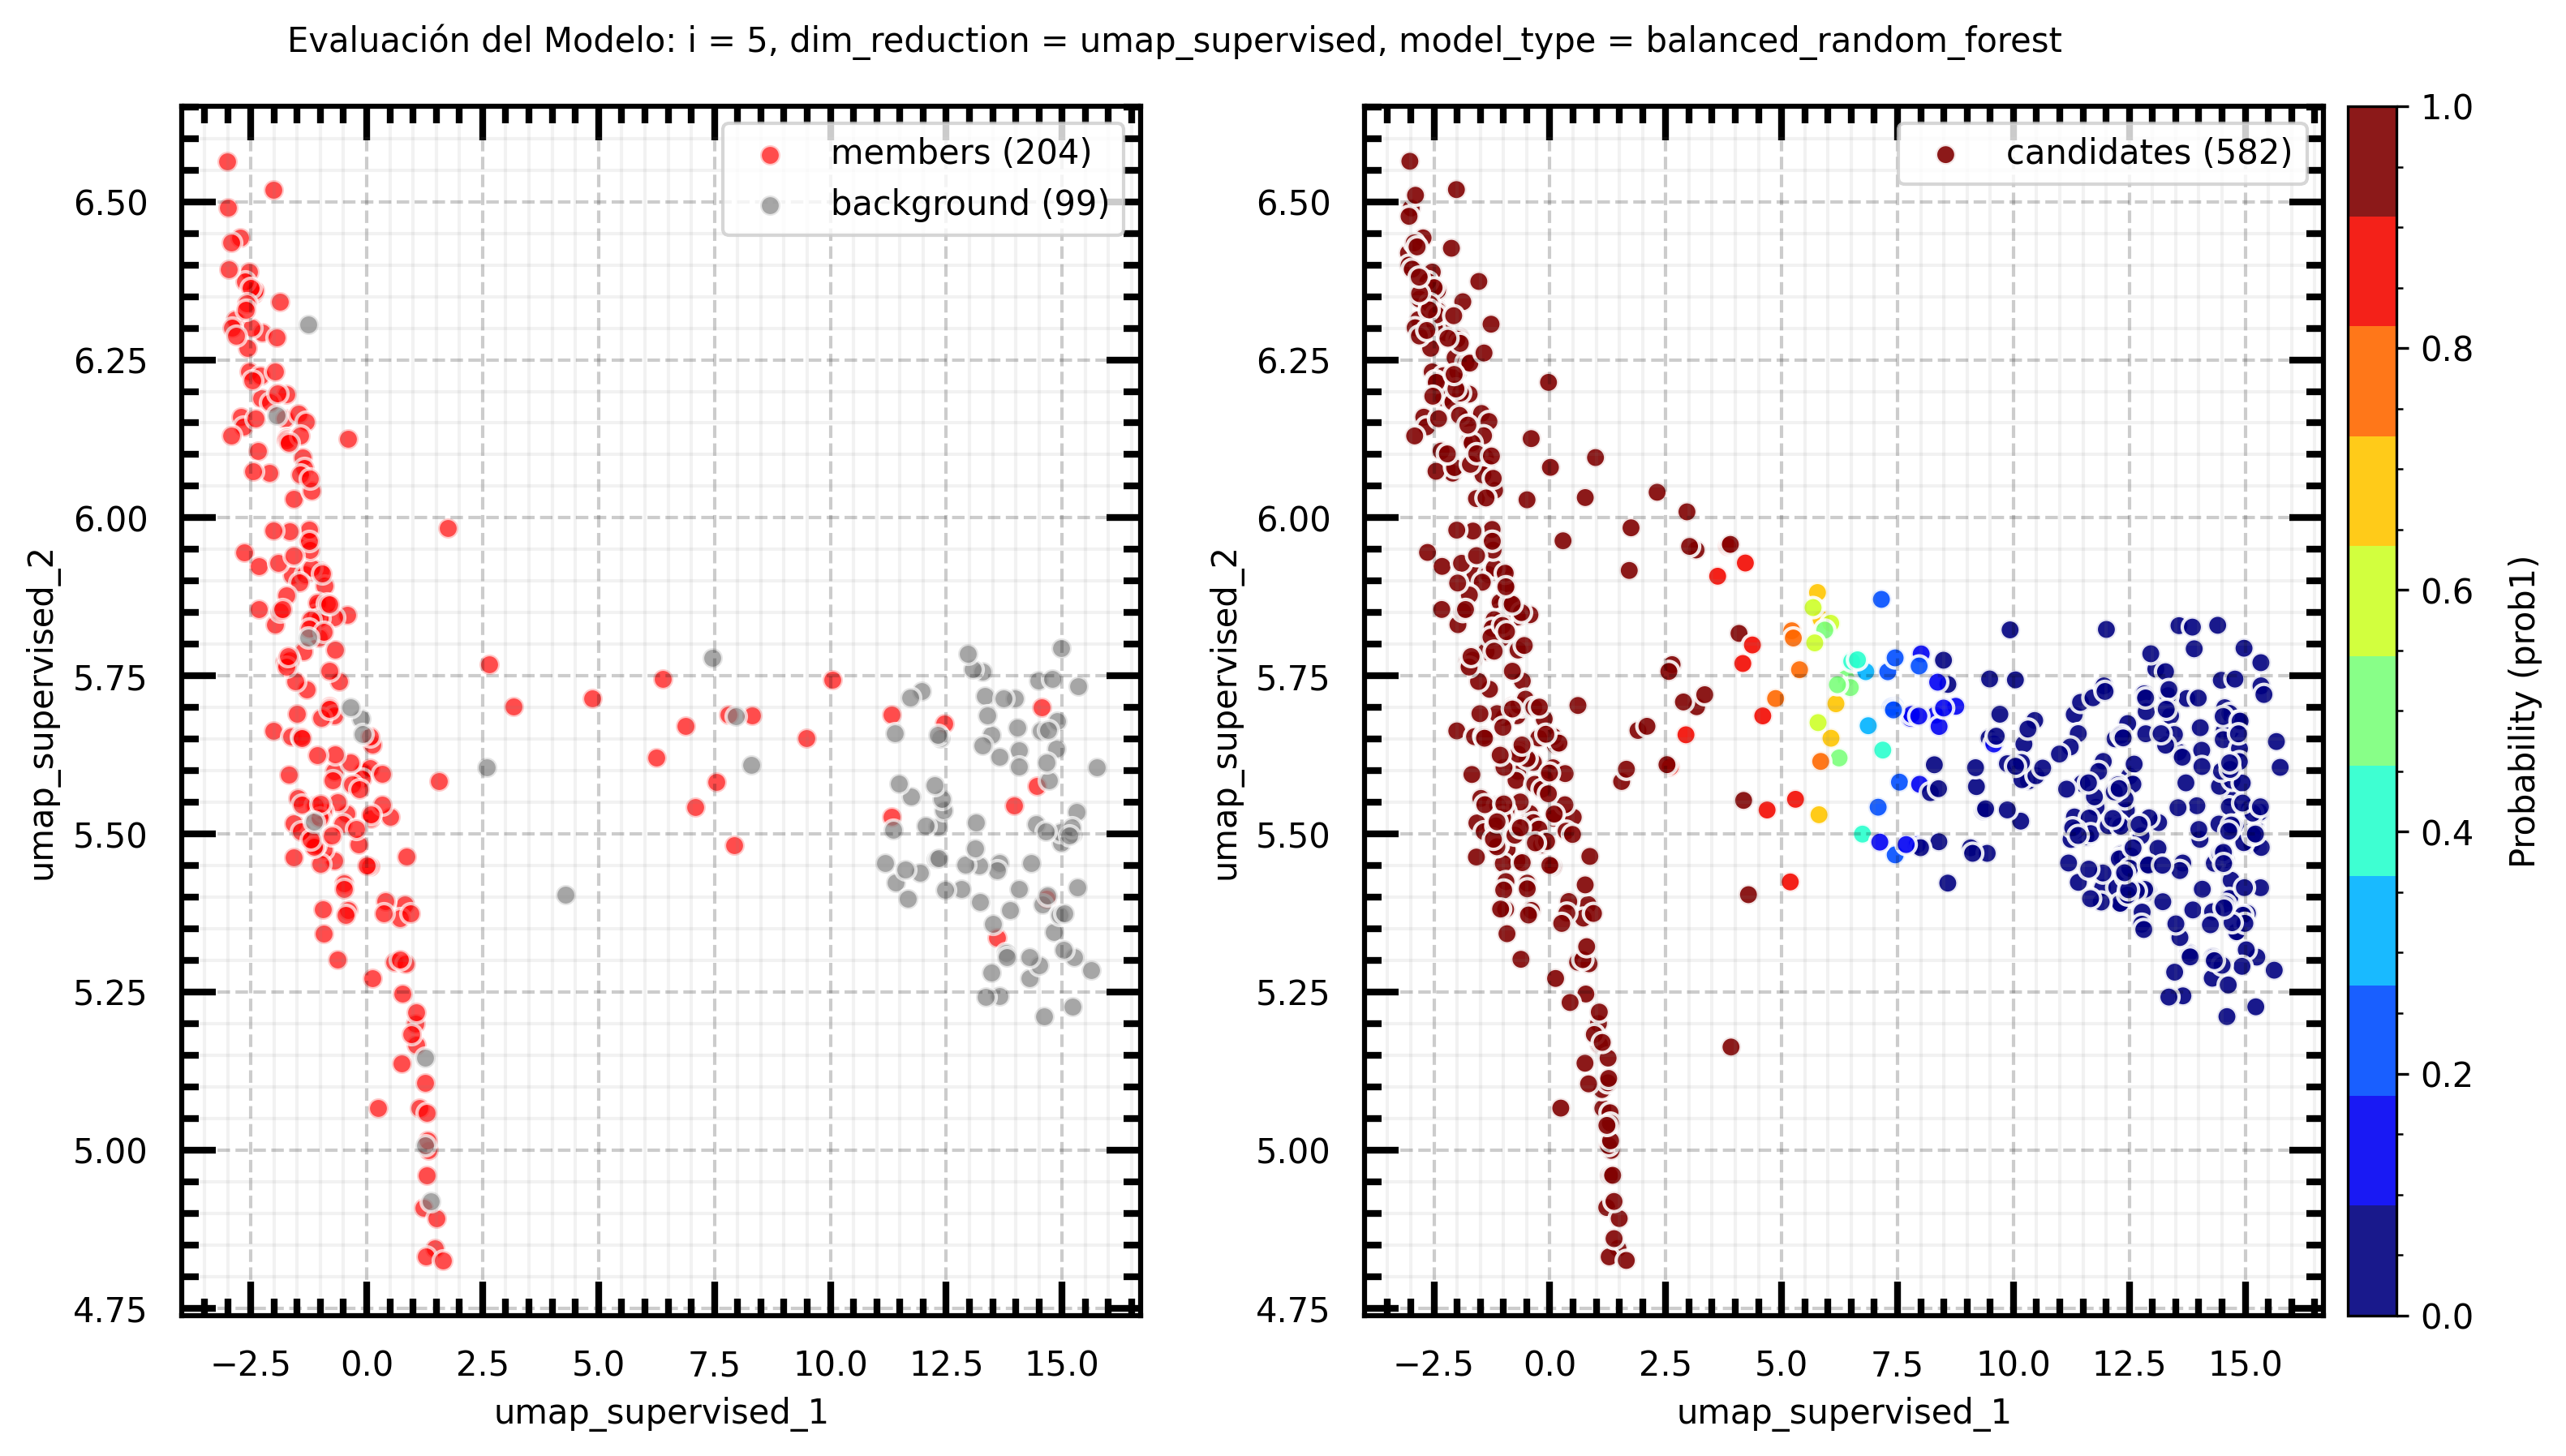 Evaluación del Modelo: i = 5, dim_reduction = umap_supervised, model_type = balanced_random_forest
members (204)
background (99)
6.50
6.25
6.00
5.75
5.50
5.25
5.00
4.75
umap_supervised_2
−2.5 0.0 2.5 5.0 7.5 10.0 12.5 15.0
umap_supervised_1
candidates (582)
6.50
6.25
6.00
5.75
5.50
5.25
5.00
4.75
umap_supervised_2
−2.5 0.0 2.5 5.0 7.5 10.0 12.5 15.0
umap_supervised_1
1.0
0.8
0.6
0.4
0.2
0.0
Probability (prob1)